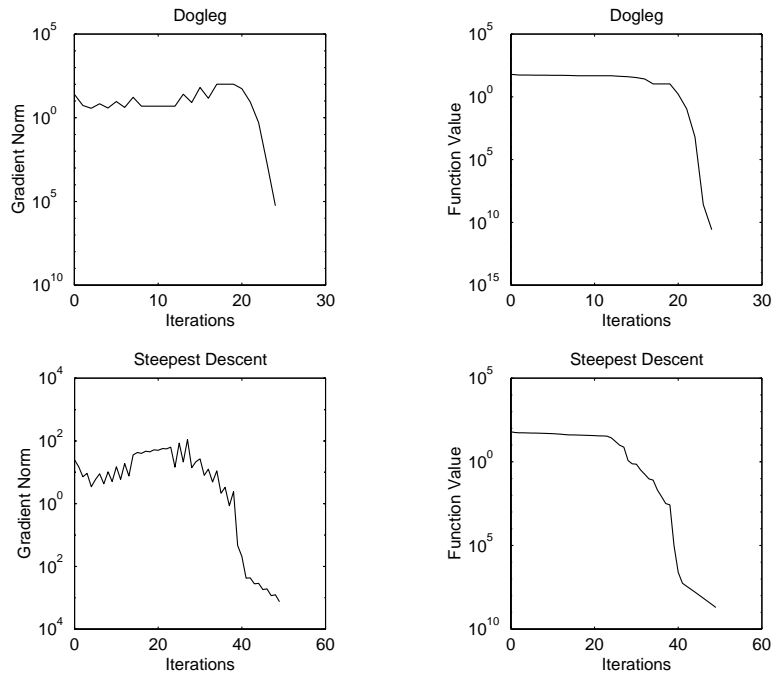 Dogleg
10^5
10^0
10^5
10^10
0 10 20 30
Gradient Norm
Iterations
Dogleg
10^5
10^0
10^5
10^10
10^15
0 10 20 30
Function Value
Iterations
Steepest Descent
10^4
10^2
10^0
10^2
10^4
0 20 40 60
Gradient Norm
Iterations
Steepest Descent
10^5
10^0
10^5
10^10
0 20 40 60
Function Value
Iterations